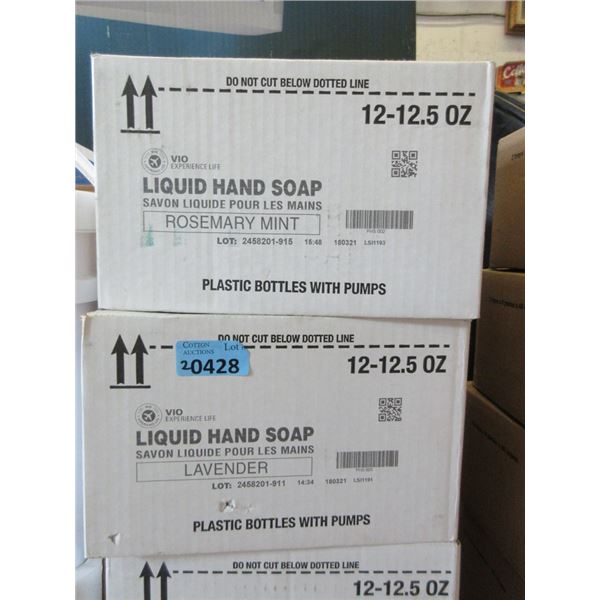 DO NOT CUT BELOW DOTTED LINE
12-12.5 OZ
VIO
EXPERIENCE LIFE
LIQUID HAND SOAP
SAVON LIQUIDE POUR LES MAINS
ROSEMARY MINT
PHS 002
LOT: 2458201-915 15:48 180321 LSI1193
PLASTIC BOTTLES WITH PUMPS
DO NOT CUT BELOW DOTTED LINE
COTTON Lot
AUCTIONS
20428
12-12.5 OZ
VIO
EXPERIENCE LIFE
LIQUID HAND SOAP
SAVON LIQUIDE POUR LES MAINS
LAVENDER
LOT: 2458201-911 14:34 180321 LSI1191
PLASTIC BOTTLES WITH PUMPS
DO NOT CUT BELOW DOTTED LINE
12-12.5 OZ